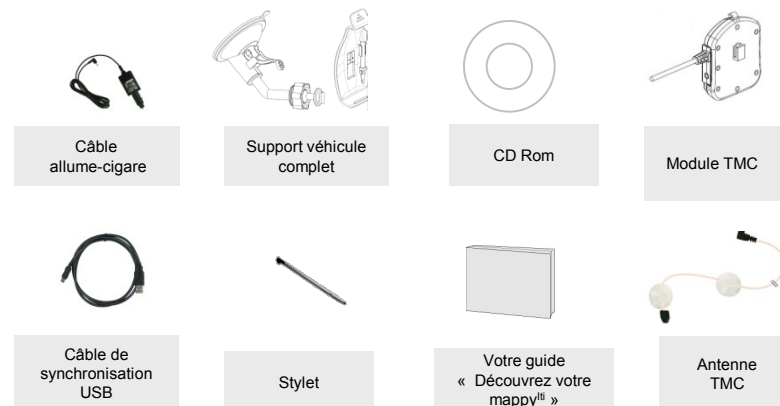 Câble
allume-cigare
Support véhicule
complet
CD Rom
Module TMC
Câble de
synchronisation
USB
Stylet
Votre guide
« Découvrez votre
mappyˡᵗⁱ »
Antenne
TMC